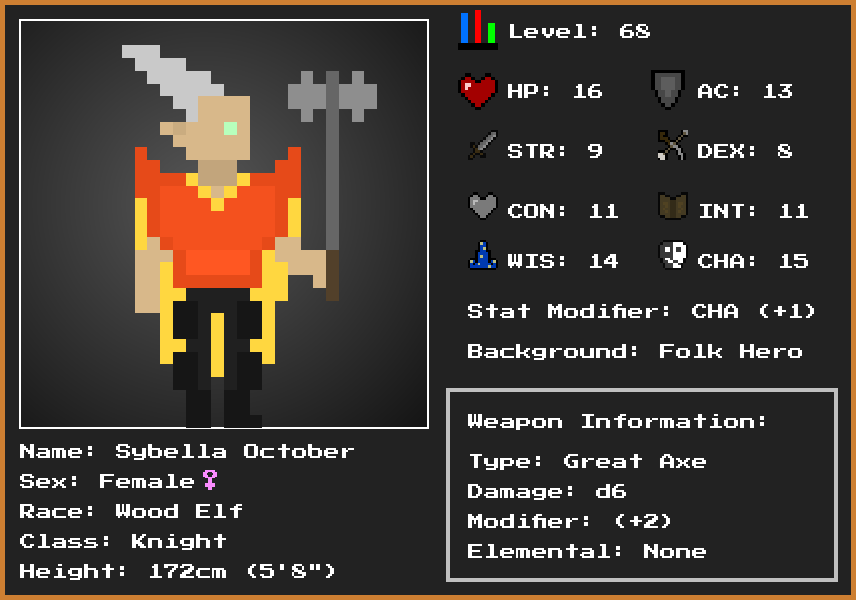 Level: 68
HP: 16 AC: 13
STR: 9 DEX: 8
CON: 11 INT: 11
WIS: 14 CHA: 15
Stat Modifier: CHA (+1)
Background: Folk Hero
Weapon Information:
Type: Great Axe
Damage: d6
Modifier: (+2)
Elemental: None
Name: Sybella October
Sex: Female♀
Race: Wood Elf
Class: Knight
Height: 172cm (5'8")